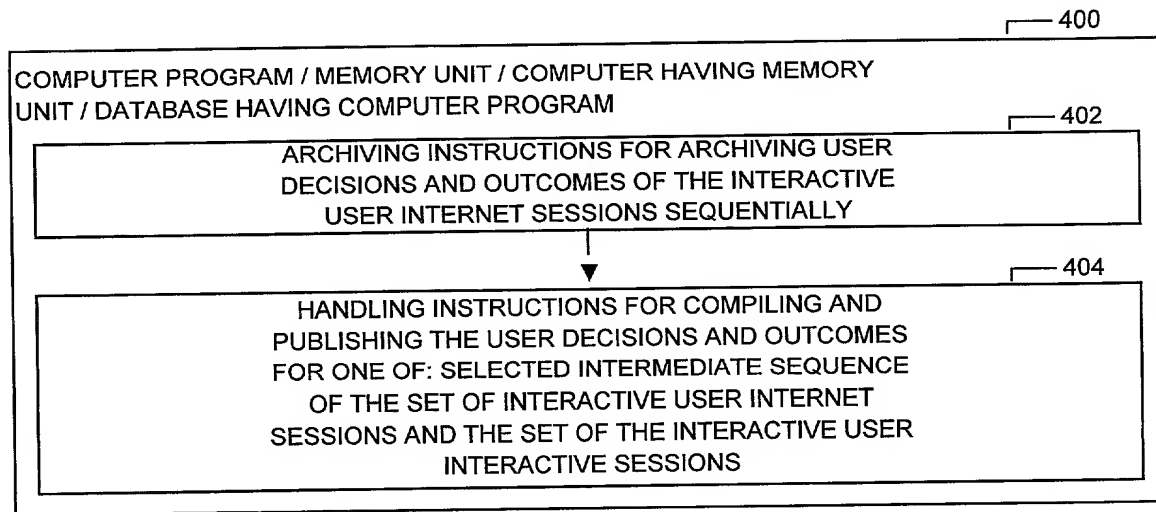 400
COMPUTER PROGRAM / MEMORY UNIT / COMPUTER HAVING MEMORY
UNIT / DATABASE HAVING COMPUTER PROGRAM
402
ARCHIVING INSTRUCTIONS FOR ARCHIVING USER
DECISIONS AND OUTCOMES OF THE INTERACTIVE
USER INTERNET SESSIONS SEQUENTIALLY
404
HANDLING INSTRUCTIONS FOR COMPILING AND
PUBLISHING THE USER DECISIONS AND OUTCOMES
FOR ONE OF: SELECTED INTERMEDIATE SEQUENCE
OF THE SET OF INTERACTIVE USER INTERNET
SESSIONS AND THE SET OF THE INTERACTIVE USER
INTERACTIVE SESSIONS